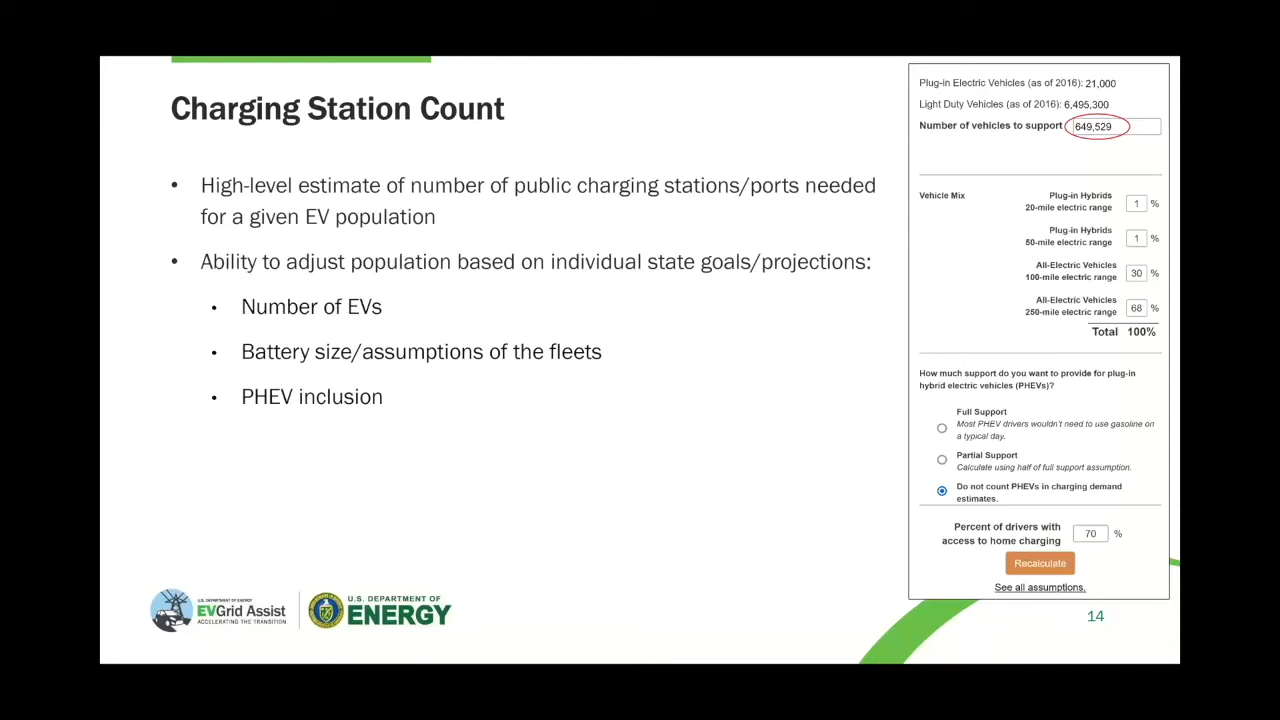 Charging Station Count
• High-level estimate of number of public charging stations/ports needed
for a given EV population
• Ability to adjust population based on individual state goals/projections:
• Number of EVs
• Battery size/assumptions of the fleets
• PHEV inclusion
Plug-in Electric Vehicles (as of 2016): 21,000
Light Duty Vehicles (as of 2016): 6,495,300
Number of vehicles to support 649,529
Vehicle Mix
Plug-in Hybrids
20-mile electric range 1 %
Plug-in Hybrids
50-mile electric range 1 %
All-Electric Vehicles
100-mile electric range 30 %
All-Electric Vehicles
250-mile electric range 68 %
Total 100%
How much support do you want to provide for plug-in
hybrid electric vehicles (PHEVs)?
Full Support
Most PHEV drivers wouldn't need to use gasoline on
a typical day.
Partial Support
Calculate using half of full support assumption.
Do not count PHEVs in charging demand
estimates.
Percent of drivers with
access to home charging 70 %
Recalculate
See all assumptions.
U.S. DEPARTMENT OF ENERGY
EVGrid Assist
ACCELERATING THE TRANSITION
U.S. DEPARTMENT OF
ENERGY
14